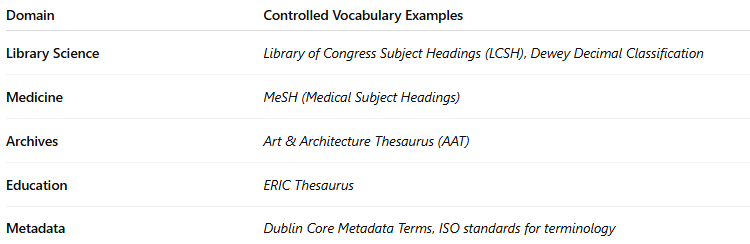 Domain Controlled Vocabulary Examples
Library Science Library of Congress Subject Headings (LCSH), Dewey Decimal Classification
Medicine MeSH (Medical Subject Headings)
Archives Art & Architecture Thesaurus (AAT)
Education ERIC Thesaurus
Metadata Dublin Core Metadata Terms, ISO standards for terminology